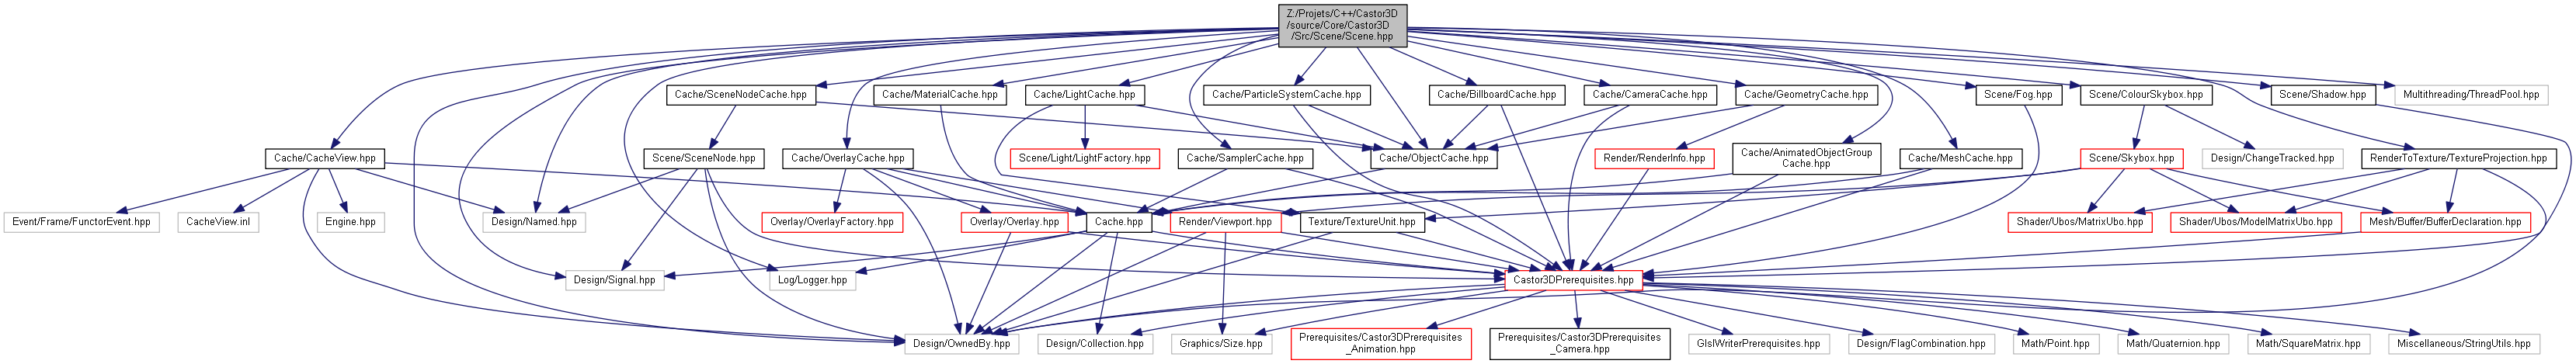 Z:/Projets/C++/Castor3D
/source/Core/Castor3D
/Src/Scene/Scene.hpp
Cache/SceneNodeCache.hpp
Cache/MaterialCache.hpp
Cache/LightCache.hpp
Cache/ParticleSystemCache.hpp
Cache/BillboardCache.hpp
Cache/CameraCache.hpp
Cache/GeometryCache.hpp
Scene/Fog.hpp
Scene/ColourSkybox.hpp
Scene/Shadow.hpp
Multithreading/ThreadPool.hpp
Cache/CacheView.hpp
Scene/SceneNode.hpp
Cache/OverlayCache.hpp
Scene/Light/LightFactory.hpp
Cache/SamplerCache.hpp
Cache/ObjectCache.hpp
Render/RenderInfo.hpp
Cache/AnimatedObjectGroup
Cache.hpp
Cache/MeshCache.hpp
Scene/Skybox.hpp
Design/ChangeTracked.hpp
RenderToTexture/TextureProjection.hpp
Event/Frame/FunctorEvent.hpp
CacheView.inl
Engine.hpp
Design/Named.hpp
Overlay/OverlayFactory.hpp
Overlay/Overlay.hpp
Cache.hpp
Render/Viewport.hpp
Texture/TextureUnit.hpp
Shader/Ubos/MatrixUbo.hpp
Shader/Ubos/ModelMatrixUbo.hpp
Mesh/Buffer/BufferDeclaration.hpp
Design/Signal.hpp
Log/Logger.hpp
Castor3DPrerequisites.hpp
Design/OwnedBy.hpp
Design/Collection.hpp
Graphics/Size.hpp
Prerequisites/Castor3DPrerequisites
_Animation.hpp
Prerequisites/Castor3DPrerequisites
_Camera.hpp
GlslWriterPrerequisites.hpp
Design/FlagCombination.hpp
Math/Point.hpp
Math/Quaternion.hpp
Math/SquareMatrix.hpp
Miscellaneous/StringUtils.hpp